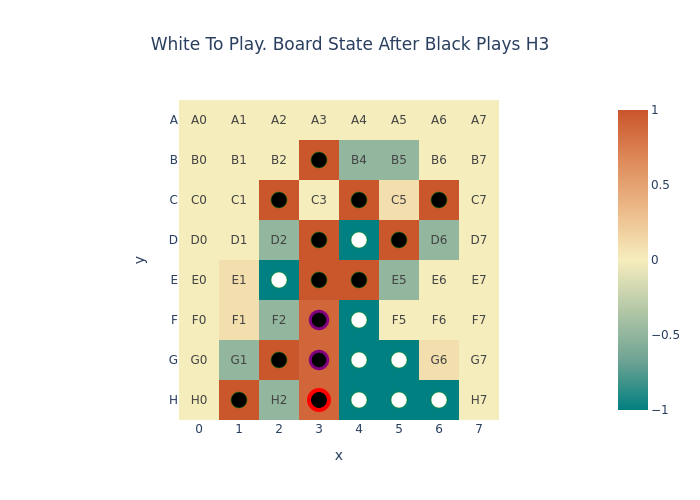 White To Play. Board State After Black Plays H3
A A0 A1 A2 A3 A4 A5 A6 A7 1
B B0 B1 B2 B4 B5 B6 B7
C C0 C1 C3 C5 C7 0.5
D D0 D1 D2 D6 D7
y 0
E E0 E1 E5 E6 E7
F F0 F1 F2 F5 F6 F7 −0.5
G G0 G1 G6 G7
H H0 H2 H7 −1
0 1 2 3 4 5 6 7
x